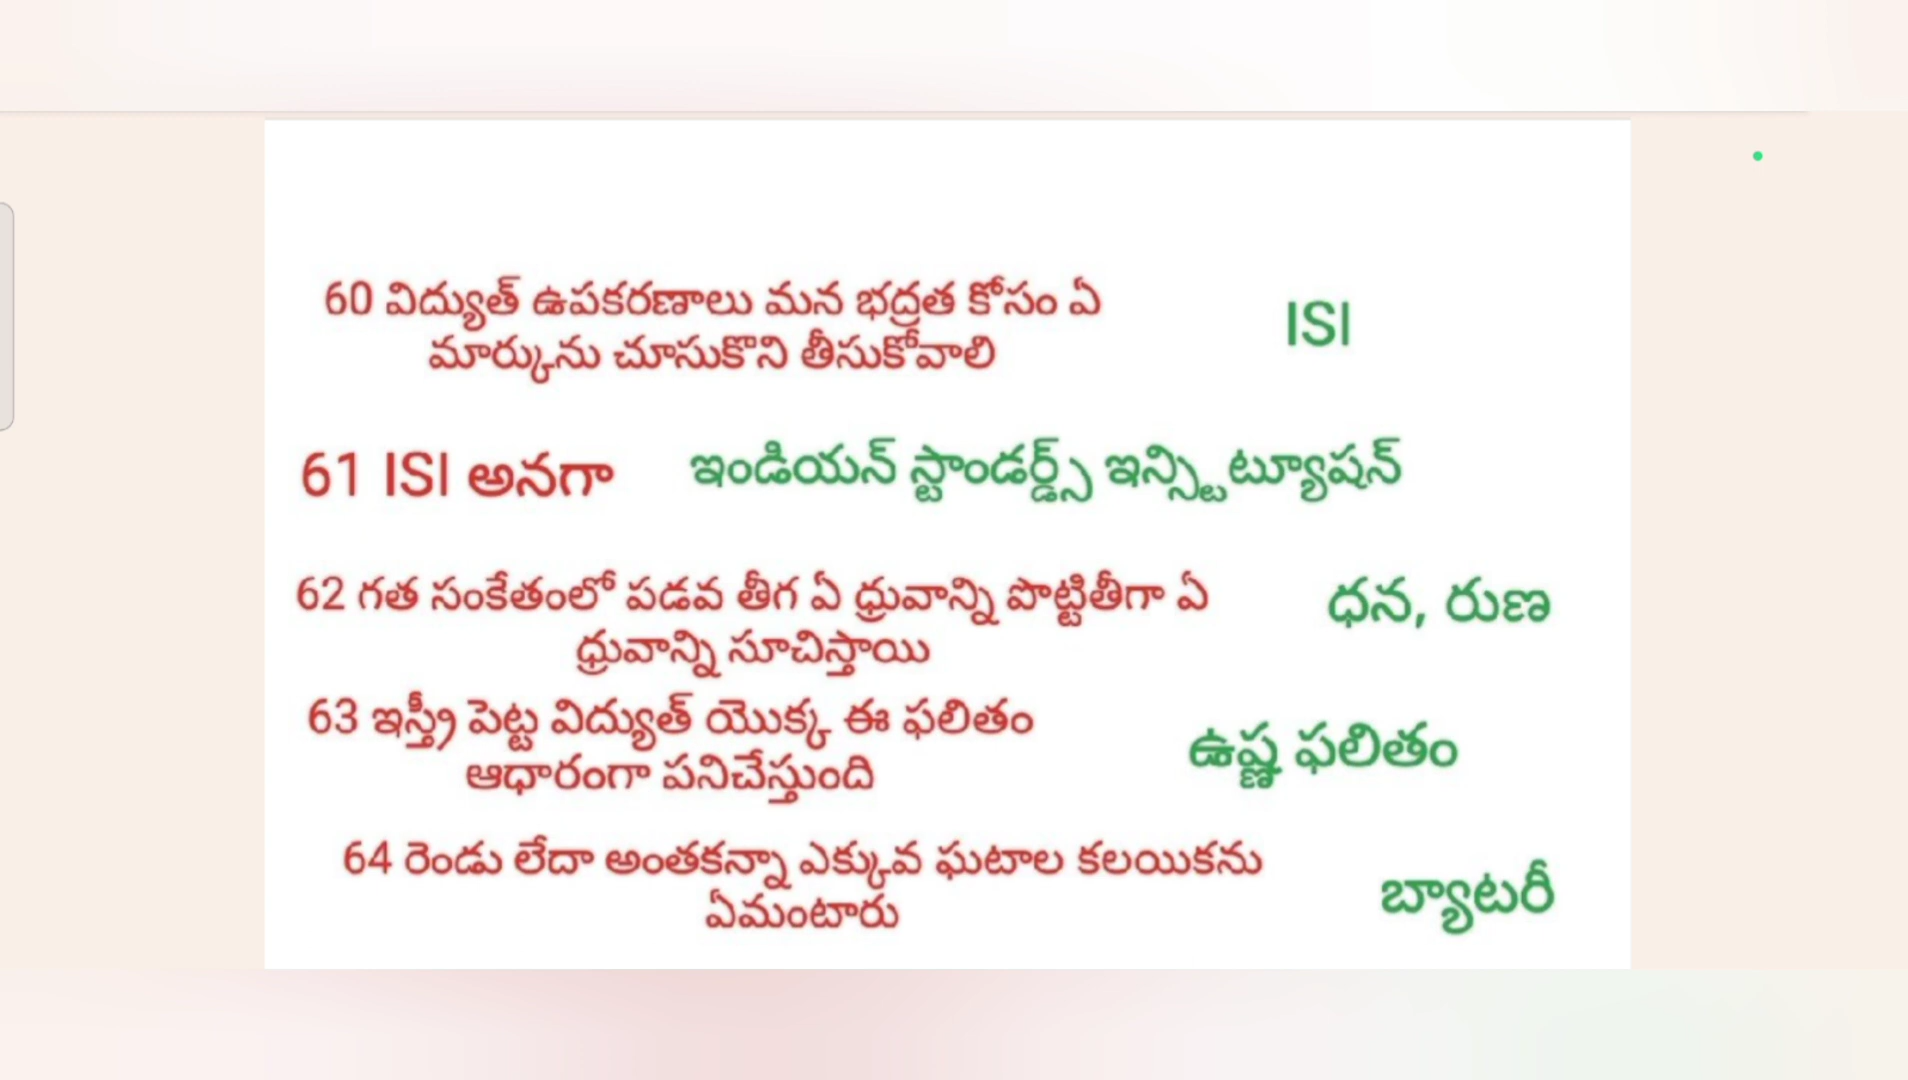 60 విద్యుత్ ఉపకరణాలు మన భద్రత కోసం ఏ
మార్కును చూసుకొని తీసుకోవాలి
ISI
61 ISI అనగా
ఇండియన్ స్టాండర్డ్స్ ఇన్స్టిట్యూషన్
62 గత సంకేతంలో పడవ తీగ ఏ ధ్రువాన్ని పొట్టితీగా ఏ
ధ్రువాన్ని సూచిస్తాయి
ధన, రుణ
63 ఇస్త్రీ పెట్ట విద్యుత్ యొక్క ఈ ఫలితం
ఆధారంగా పనిచేస్తుంది
ఉష్ణ ఫలితం
64 రెండు లేదా అంతకన్నా ఎక్కువ ఘటాల కలయికను
ఏమంటారు
బ్యాటరీ